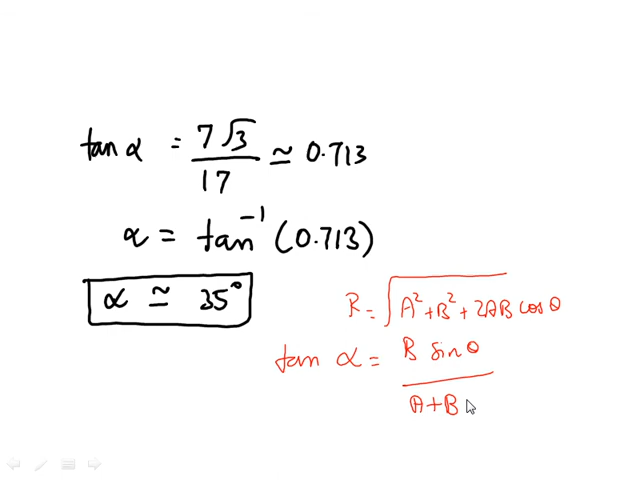 tan α = 7√3 / 17 ≃ 0.713
α = tan⁻¹ (0.713)
α ≃ 35°
R = √A² + B² + 2AB cos θ
tan α = B sin θ / A + B